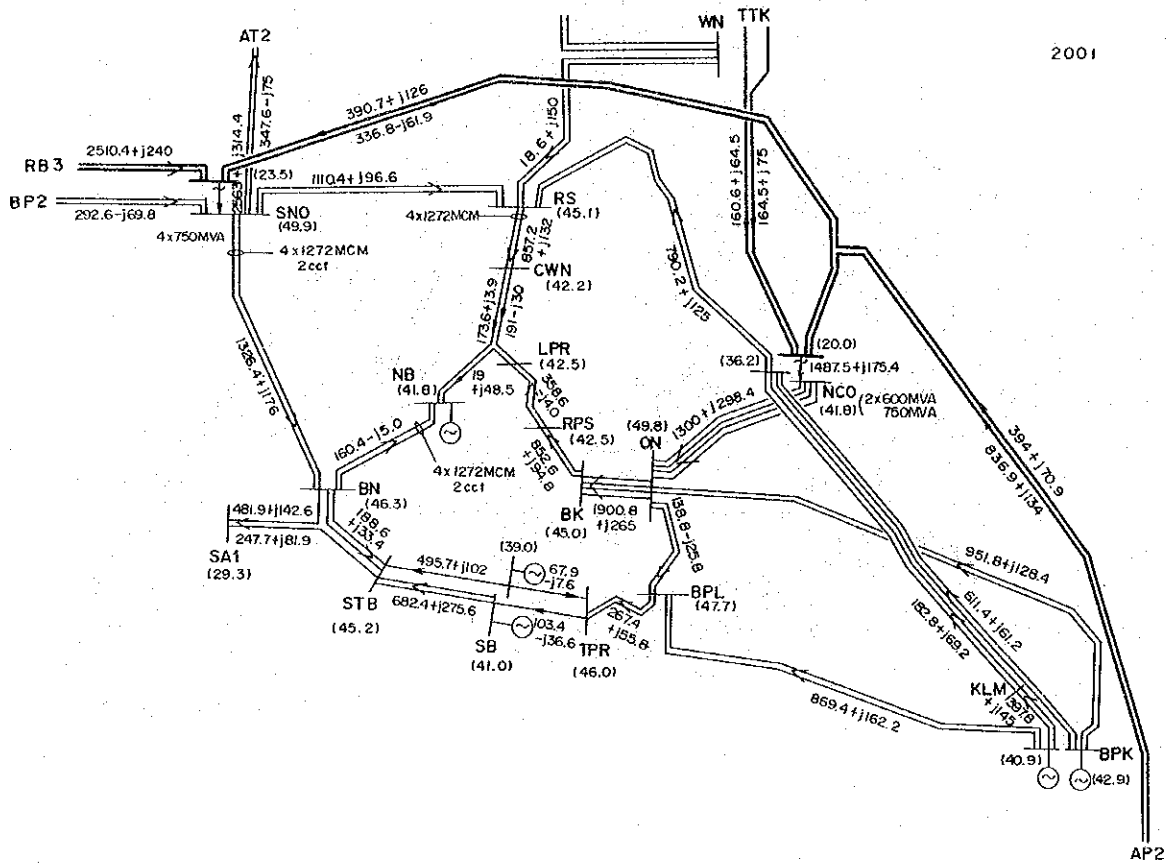 WN
TTK
AT2
2001
390.7+j126
336.8-j61.9
347.6-j75
18.6+j150
RB3
2510.4+j240
(23.5)
1110.4+j96.6
160.6+j64.5
164.5+j75
BP2
292.6-j69.8
SNO
(49.9)
RS
(45.1)
4x1272MCM
4x750MVA
4x1272MCM
2cct
857.2
+j132
CWN
(42.2)
790.2+j125
173.6+j3.9
191-j30
(20.0)
1487.5+j175.4
(36.2)
LPR
(42.5)
NCO
(41.8)
2x600MVA
750MVA
1326.4+j176
NB
(41.8)
19
+j48.5
358.6
-j40
1300+j298.4
RPS
(42.5)
(49.8)
ON
160.4-j5.0
4x1272MCM
2cct
852.6
+j94.8
394+j70.9
836.9+j134
BN
(46.3)
BK
(45.0)
1900.8
+j265
138.8-j25.8
481.9+j142.6
247.7+j81.9
188.6
+j33.4
SA1
(29.3)
(39.0)
951.8+j128.4
495.7+j102
67.9
-j7.6
STB
(45.2)
682.4+j275.6
BPL
(47.7)
611.4+j61.2
182.8+j69.2
SB
(41.0)
103.4
-j36.6
267.4
+j55.8
TPR
(46.0)
KLM
1397.8
+j145
869.4+j162.2
BPK
(40.9)
(42.9)
AP2